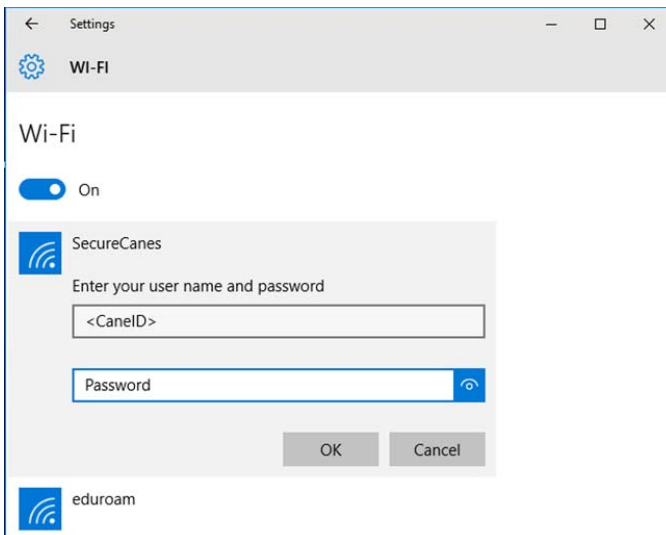 Settings
WI-FI
Wi-Fi
On
SecureCanes
Enter your user name and password
<CaneID>
Password
OK Cancel
eduroam